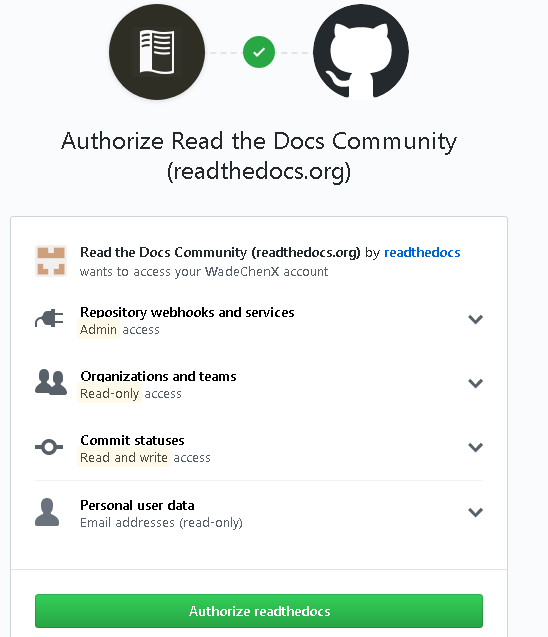 Authorize Read the Docs Community
(readthedocs.org)
Read the Docs Community (readthedocs.org) by readthedocs
wants to access your WadeChenX account
Repository webhooks and services
Admin access
Organizations and teams
Read-only access
Commit statuses
Read and write access
Personal user data
Email addresses (read-only)
Authorize readthedocs